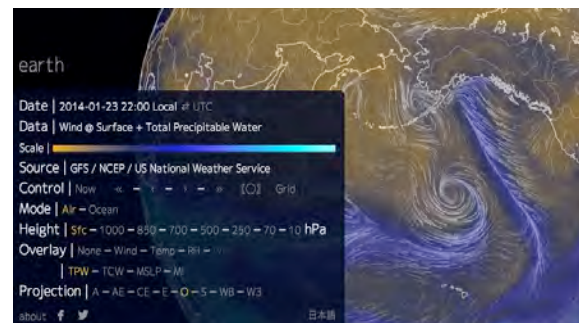 earth
Date | 2014-01-23 22:00 Local ⇄ UTC
Data | Wind @ Surface + Total Precipitable Water
Scale |
Source | GFS / NCEP / US National Weather Service
Control | Now « – ‹ – › – » [O] Grid
Mode | Air – Ocean
Height | Sfc – 1000 – 850 – 700 – 500 – 250 – 70 – 10 hPa
Overlay | None – Wind – Temp – RH –
| TPW – TCW – MSLP – MI
Projection | A – AE – CE – E – O – S – WB – W3
about 日本語